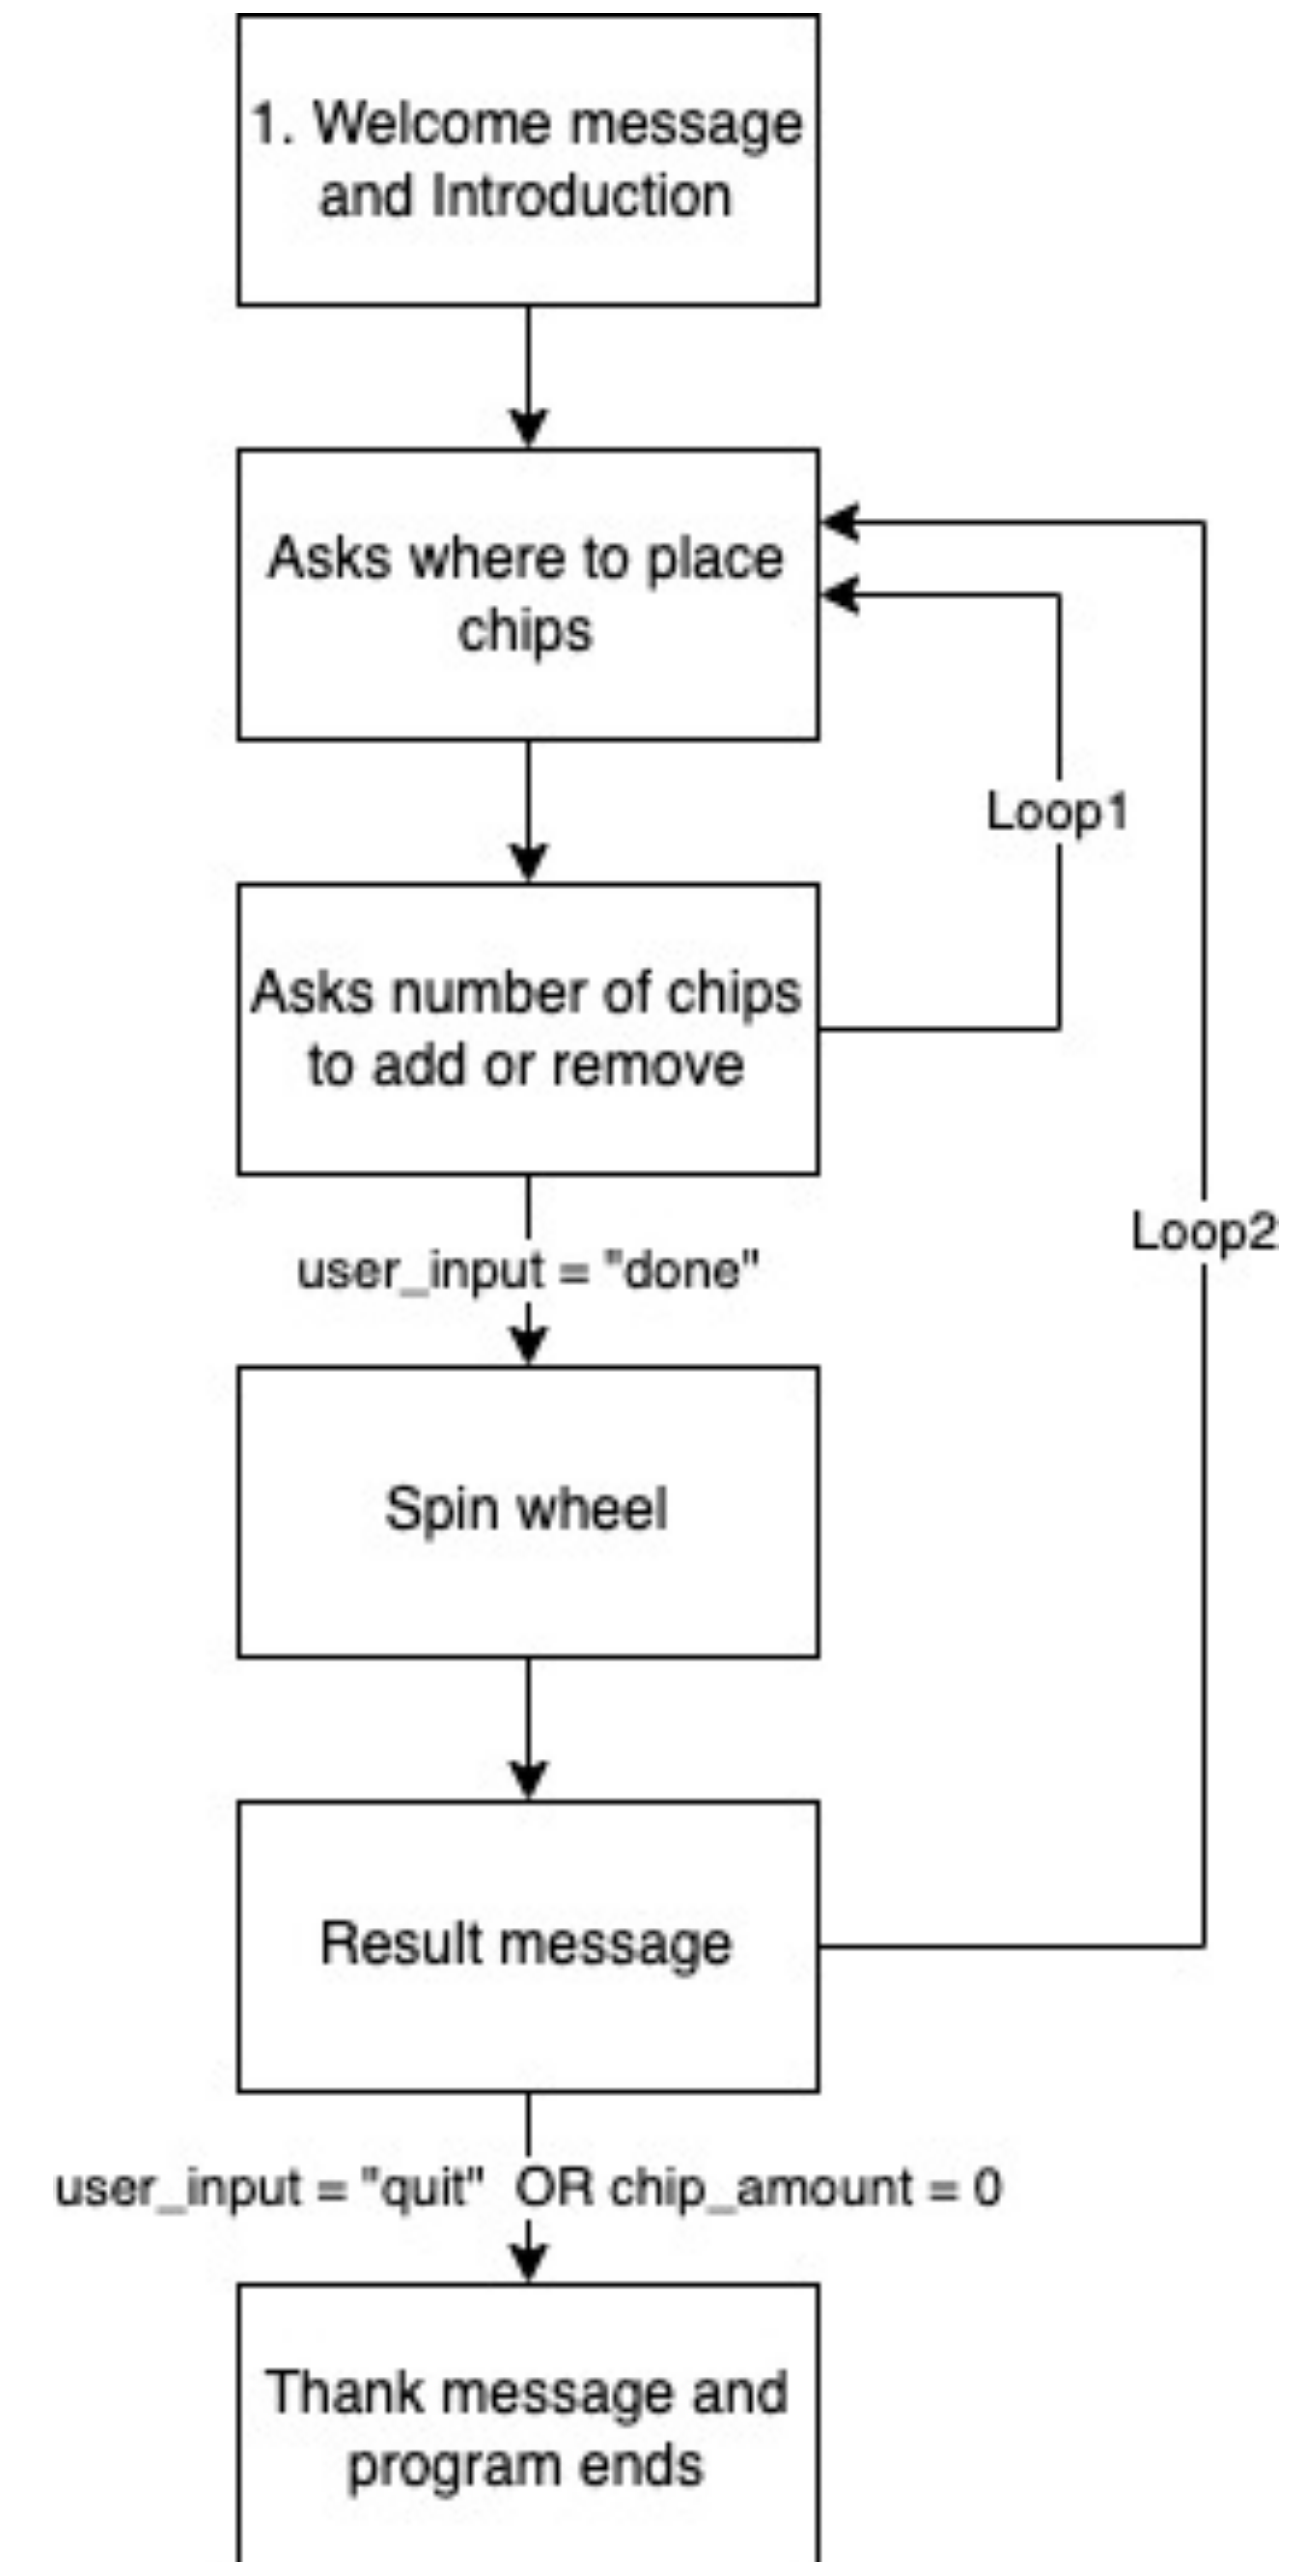 1. Welcome message
and Introduction
Asks where to place
chips
Loop1
Asks number of chips
to add or remove
Loop2
user_input = "done"
Spin wheel
Result message
user_input = "quit"  OR chip_amount = 0
Thank message and
program ends